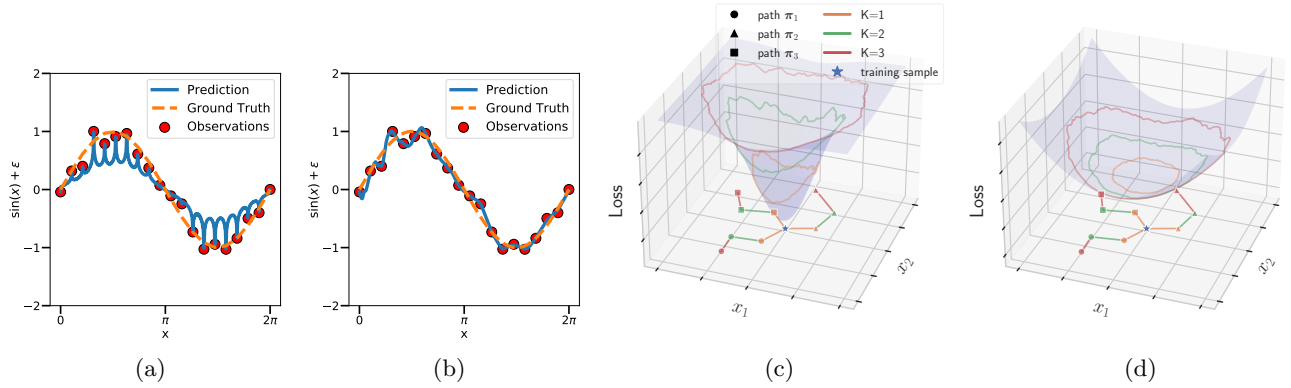 2
1
0
−1
−2
sin(x) + ε
0
π
2π
x
Prediction
Ground Truth
Observations
(a)
2
1
0
−1
−2
sin(x) + ε
0
π
2π
x
Prediction
Ground Truth
Observations
(b)
path π₁
path π₂
path π₃
K=1
K=2
K=3
training sample
Loss
x₁
x₂
(c)
Loss
x₁
x₂
(d)